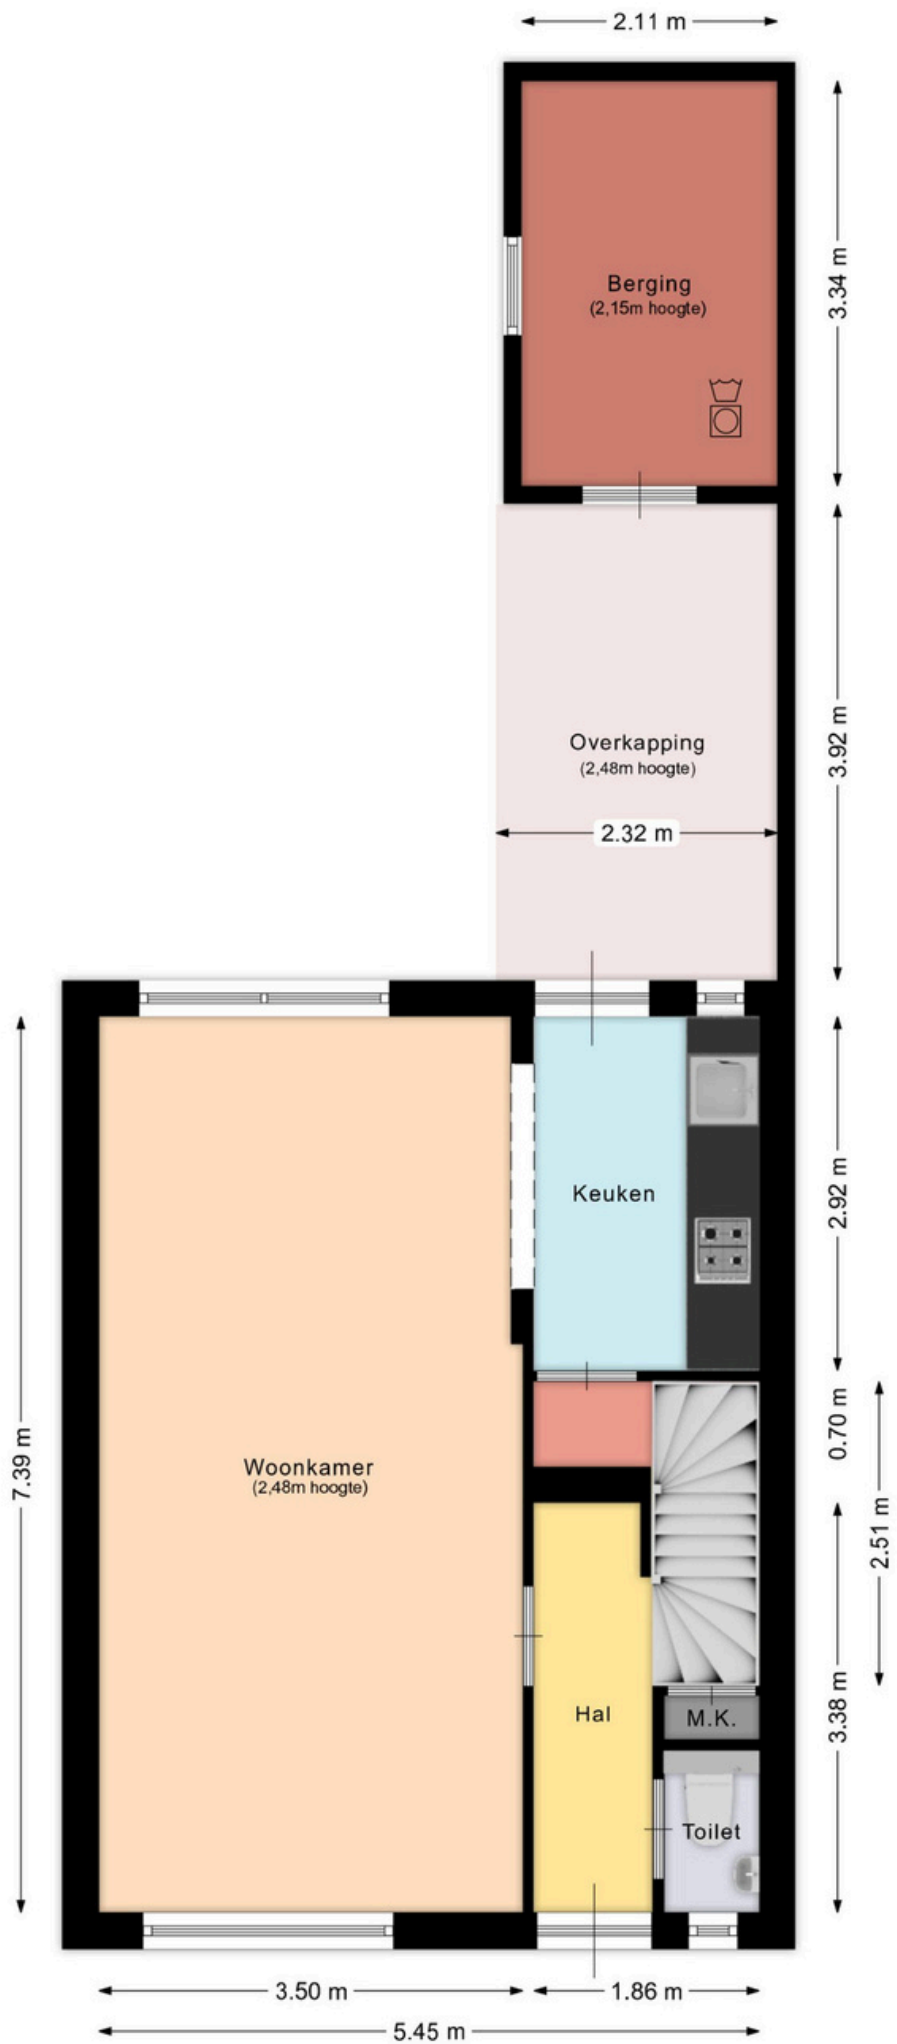 2.11 m
Berging
(2,15m hoogte)
3.34 m
Overkapping
(2,48m hoogte)
3.92 m
2.32 m
Keuken
2.92 m
0.70 m
7.39 m
Woonkamer
(2,48m hoogte)
2.51 m
Hal
M.K.
3.38 m
Toilet
3.50 m
1.86 m
5.45 m